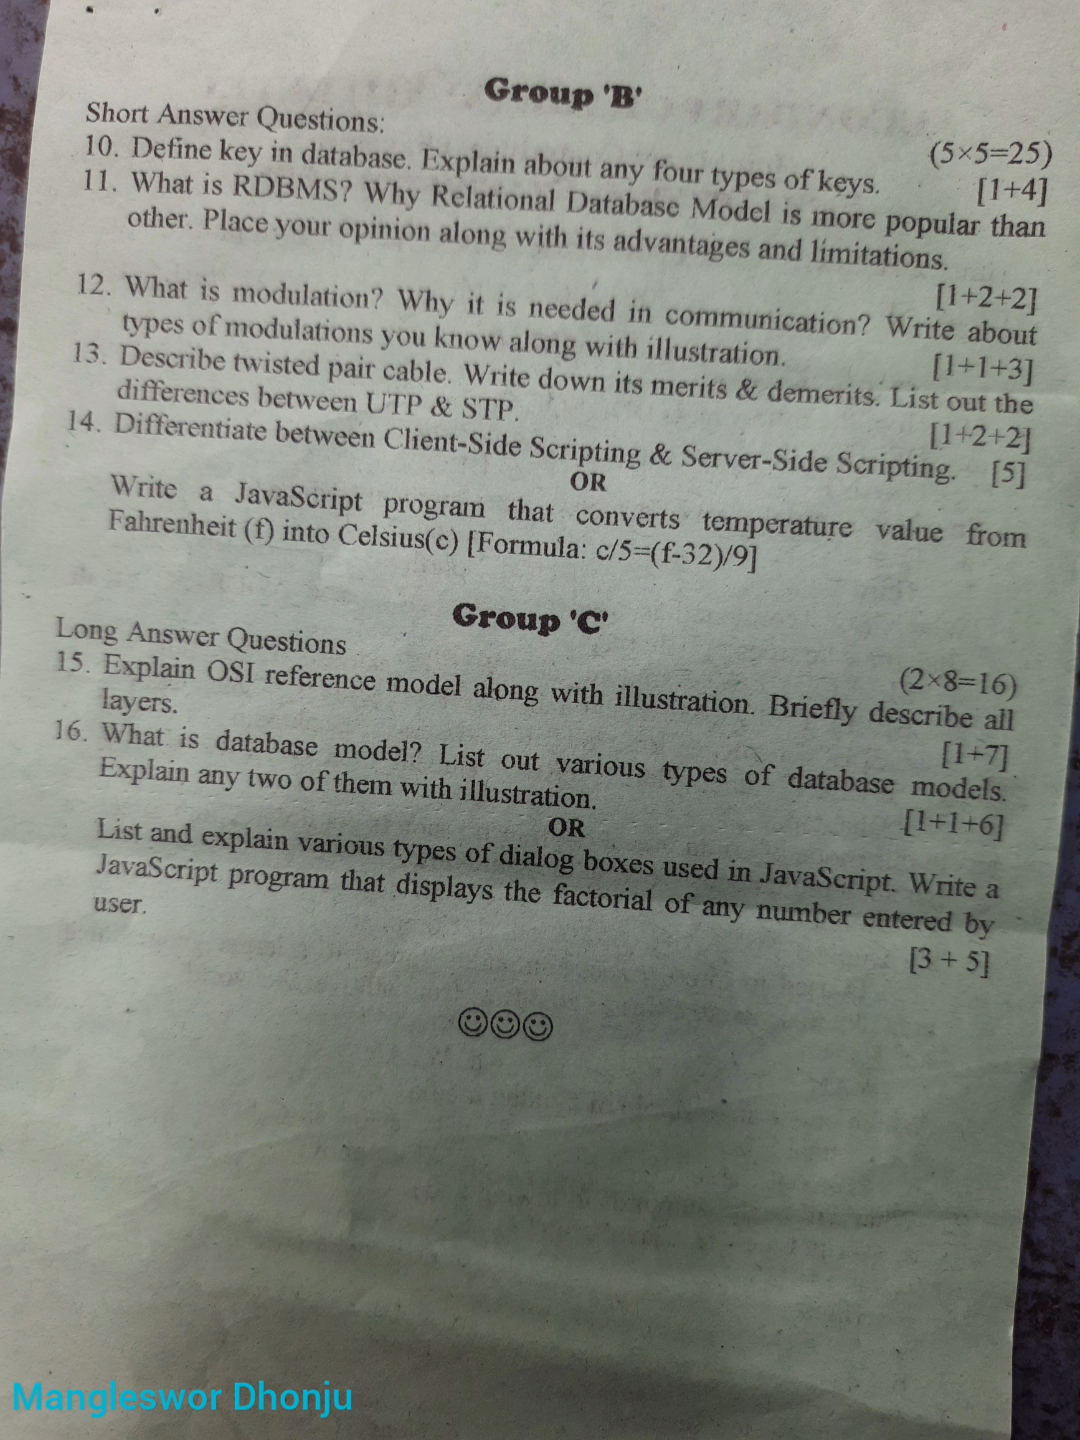 Group 'B'
Short Answer Questions:
(5×5=25)
10. Define key in database. Explain about any four types of keys. [1+4]
11. What is RDBMS? Why Relational Database Model is more popular than
other. Place your opinion along with its advantages and limitations.
[1+2+2]
12. What is modulation? Why it is needed in communication? Write about
types of modulations you know along with illustration. [1+1+3]
13. Describe twisted pair cable. Write down its merits & demerits. List out the
differences between UTP & STP. [1+2+2]
14. Differentiate between Client-Side Scripting & Server-Side Scripting. [5]
OR
Write a JavaScript program that converts temperature value from
Fahrenheit (f) into Celsius(c) [Formula: c/5=(f-32)/9]
Group 'C'
Long Answer Questions
(2×8=16)
15. Explain OSI reference model along with illustration. Briefly describe all
layers. [1+7]
16. What is database model? List out various types of database models.
Explain any two of them with illustration. [1+1+6]
OR
List and explain various types of dialog boxes used in JavaScript. Write a
JavaScript program that displays the factorial of any number entered by
user.
[3 + 5]
☺☺☺
Mangleswor Dhonju